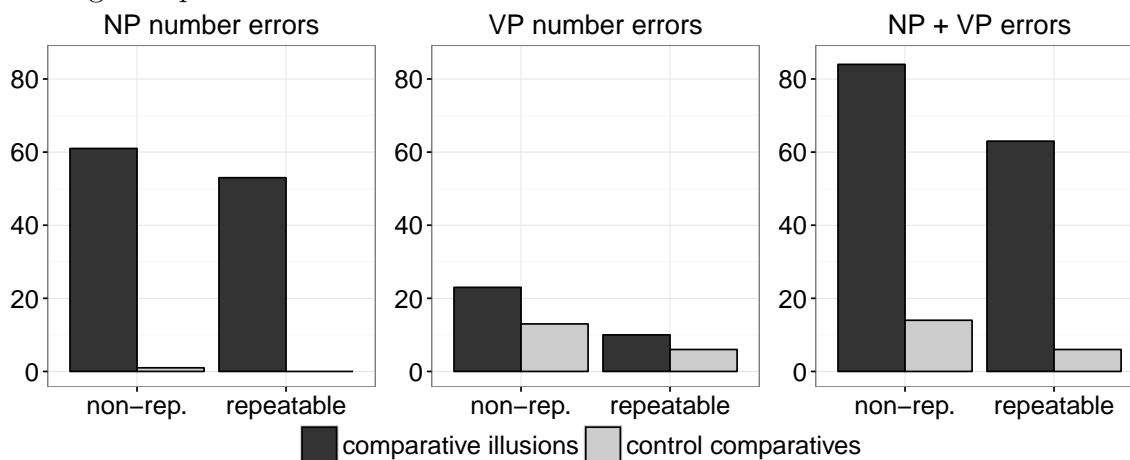 NP number errors
VP number errors
NP + VP errors
80
60
40
20
0
non−rep.
repeatable
80
60
40
20
0
non−rep.
repeatable
80
60
40
20
0
non−rep.
repeatable
comparative illusions
control comparatives